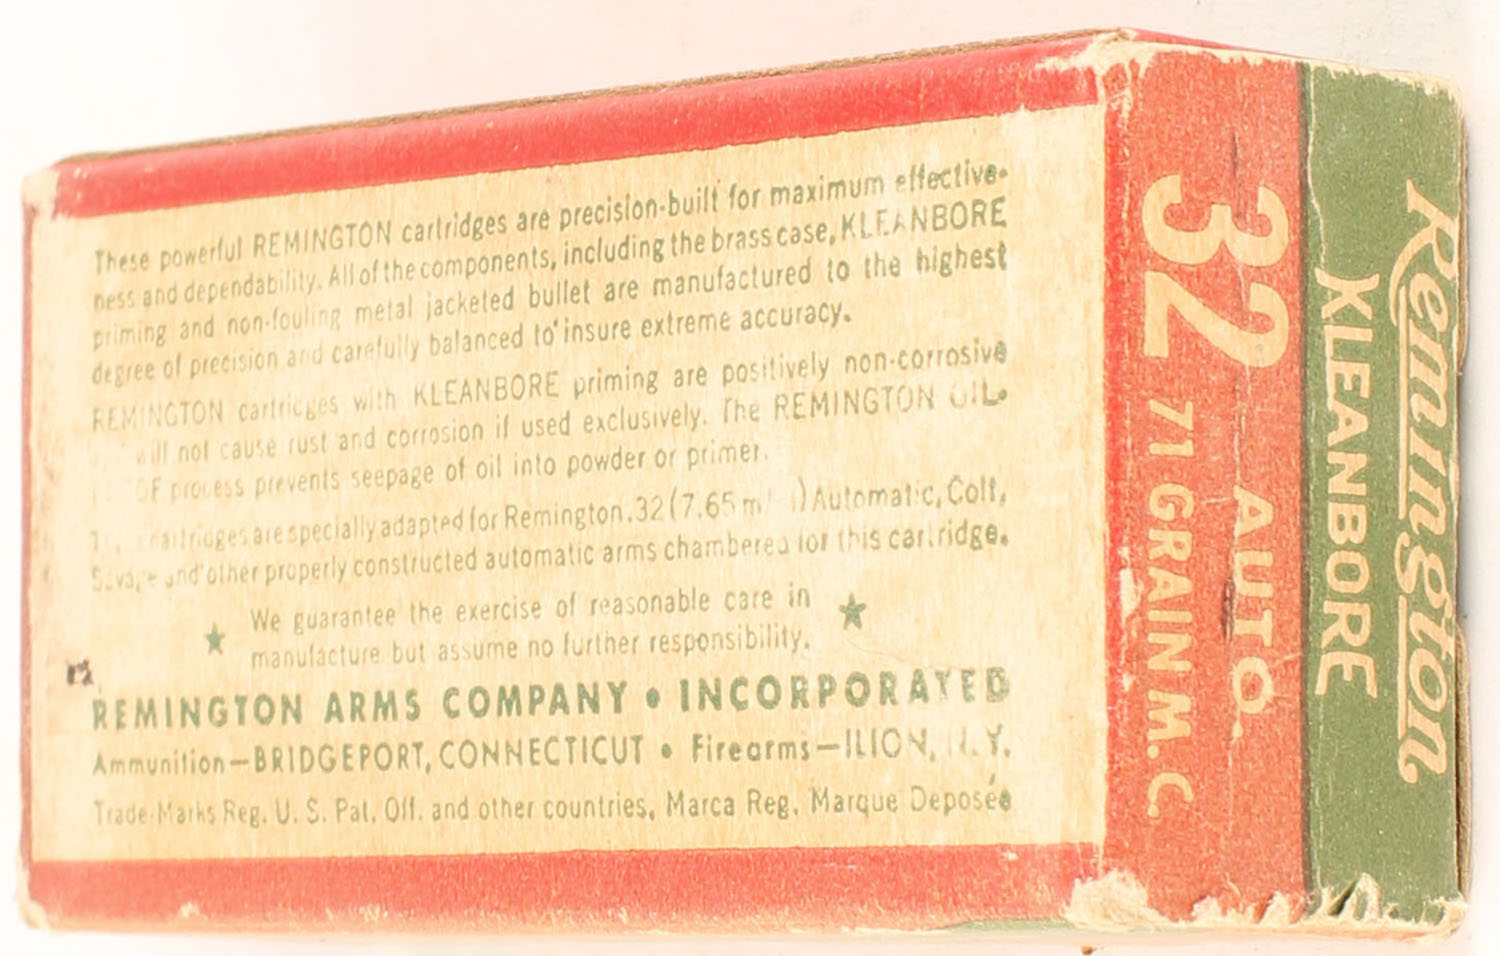 These powerful REMINGTON cartridges are precision-built for maximum effective-
ness and dependability. All of the components, including the brass case, KLEANBORE
priming and non-fouling metal jacketed bullet are manufactured to the highest
degree of precision and carefully balanced to insure extreme accuracy.
REMINGTON cartridges with KLEANBORE priming are positively non-corrosive
will not cause rust and corrosion if used exclusively. The REMINGTON OIL-
process prevents seepage of oil into powder or primer.
cartridges are specially adapted for Remington .32 (7.65 m ) Automatic, Colt,
Savage and other properly constructed automatic arms chambered for this cartridge.
★ We guarantee the exercise of reasonable care in ★
manufacture but assume no further responsibility.
REMINGTON ARMS COMPANY • INCORPORATED
Ammunition—BRIDGEPORT, CONNECTICUT • Firearms—ILION, N.Y.
Trade-Marks Reg. U. S. Pat. Off. and other countries, Marca Reg. Marque Deposée
Remington
KLEANBORE
32 AUTO.
71 GRAIN M. C.